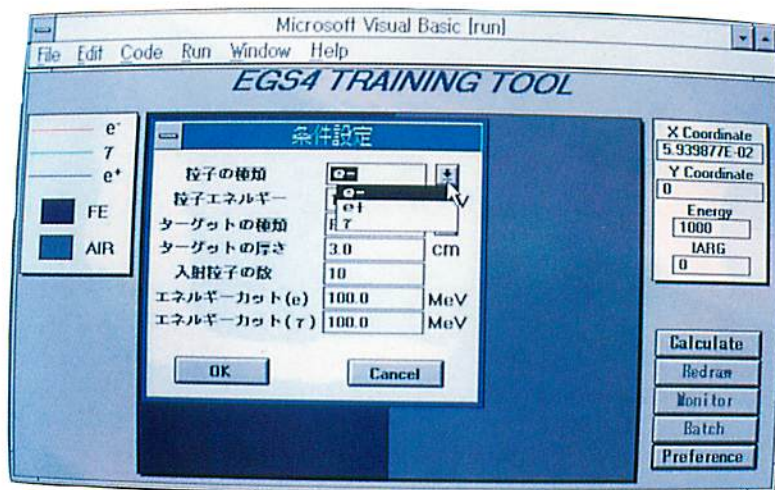 Microsoft Visual Basic [run]
File Edit Code Run Window Help
EGS4 TRAINING TOOL
e-
γ
e+
FE
AIR
条件設定
粒子の種類 e-
e-
e+
γ
粒子エネルギー V
ターゲットの種類 F
ターゲットの厚さ 3.0 cm
入射粒子の放 10
エネルギーカット(e) 100.0 MeV
エネルギーカット(γ) 100.0 MeV
OK Cancel
X Coordinate
5.939877E-02
Y Coordinate
0
Energy
1000
IARG
0
Calculate
Redraw
Monitor
Batch
Preference